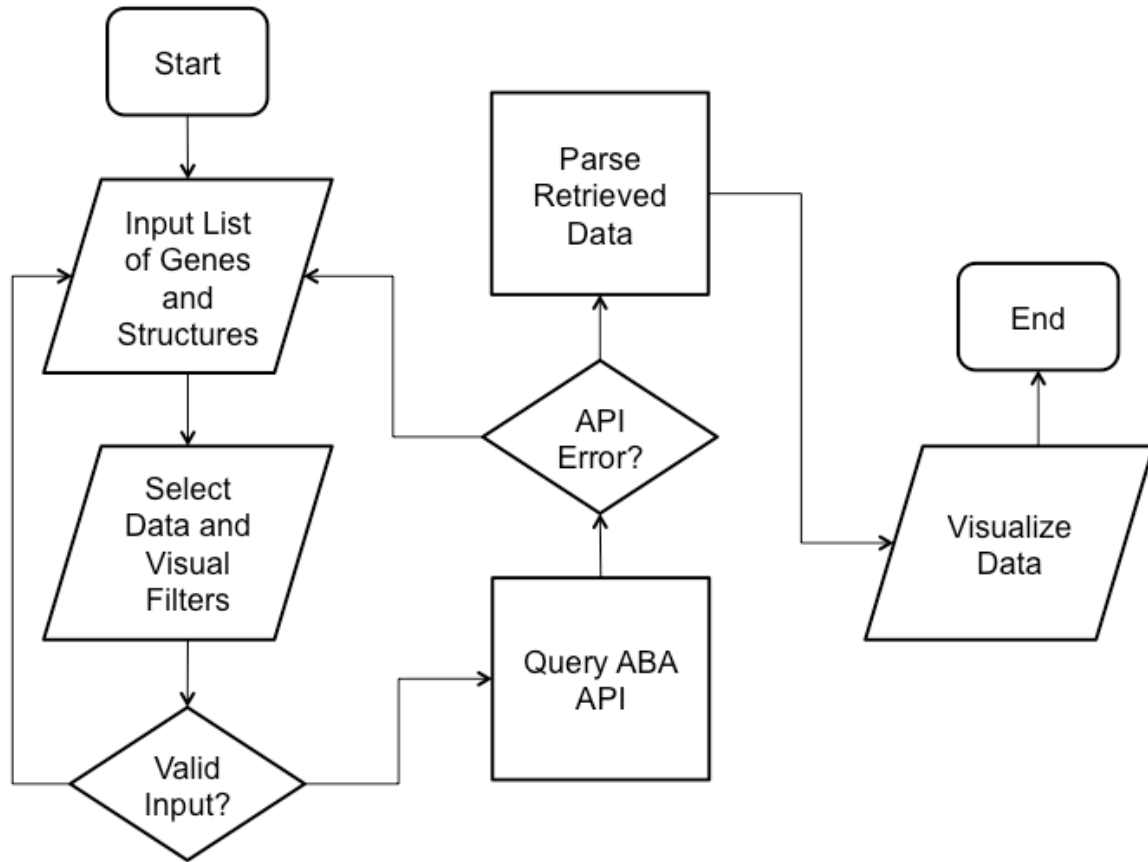 Start
Input List
of Genes
and
Structures
Select
Data and
Visual
Filters
Valid
Input?
Query ABA
API
API
Error?
Parse
Retrieved
Data
Visualize
Data
End